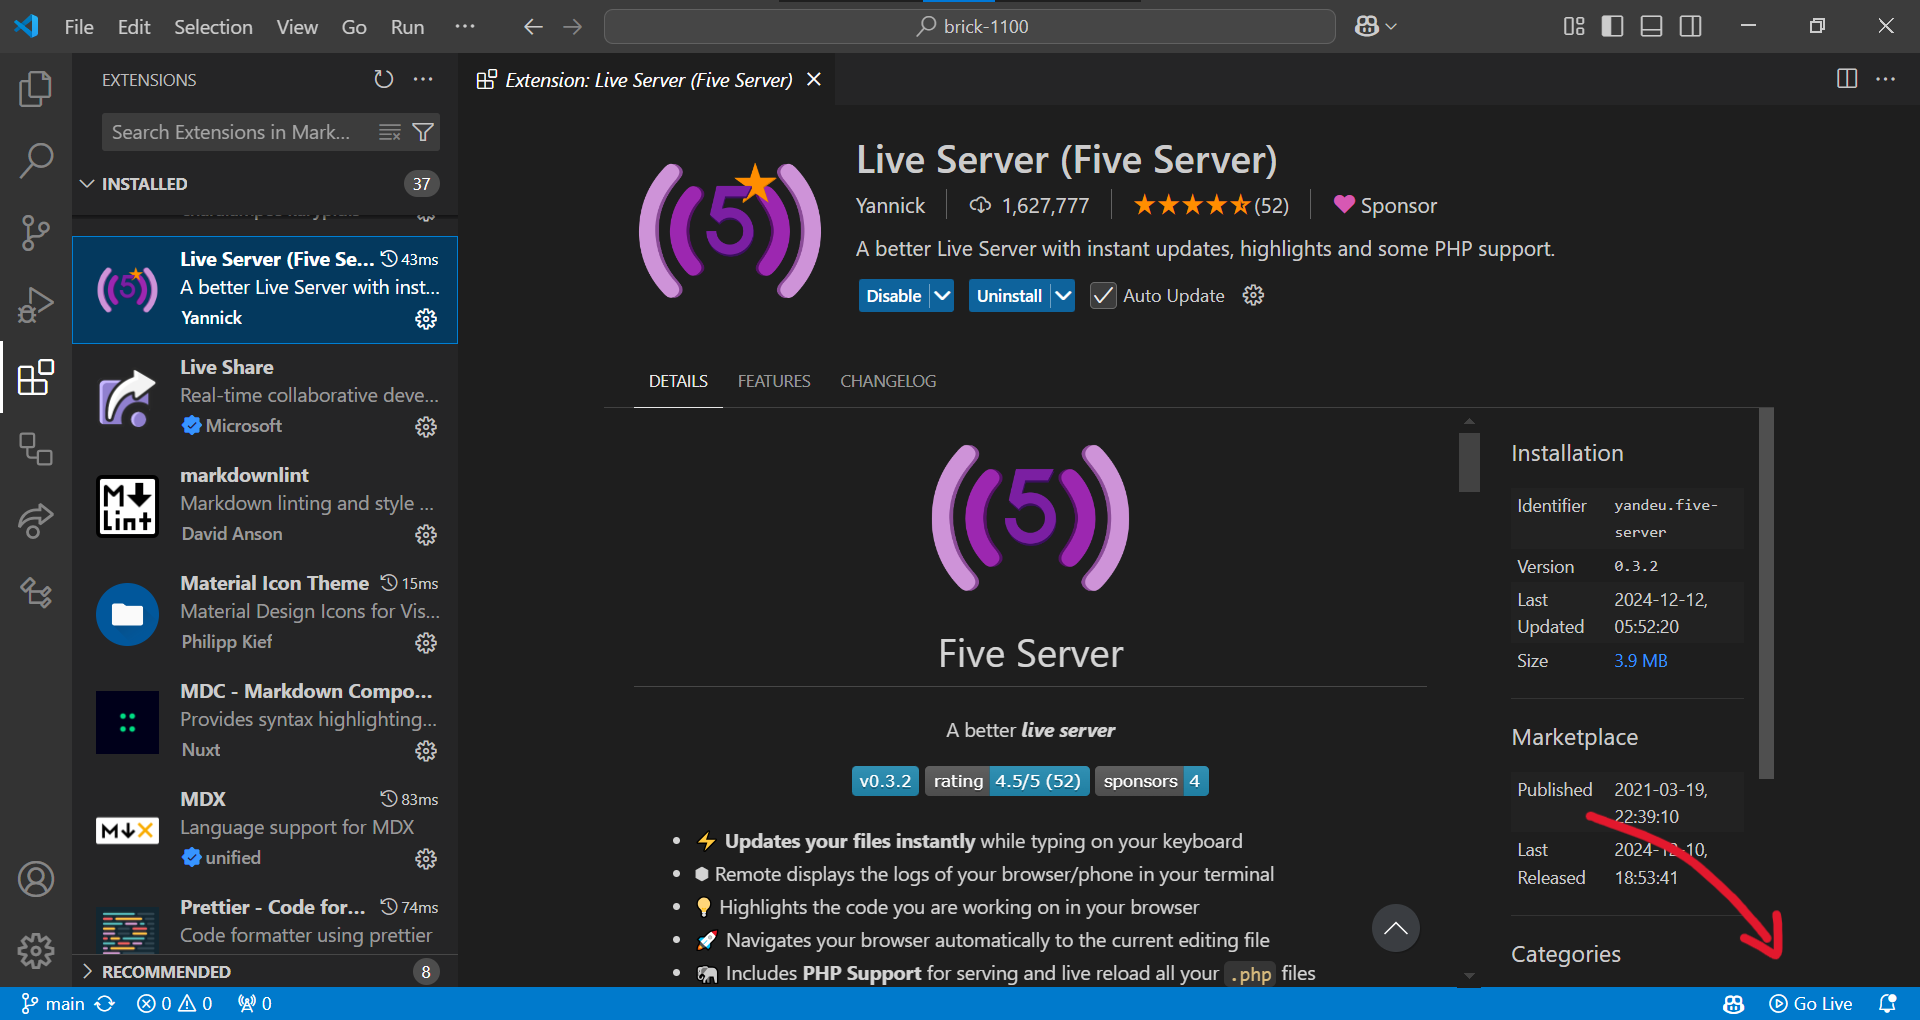 File Edit Selection View Go Run ··· brick-1100
EXTENSIONS
Search Extensions in Mark...
INSTALLED 37
Live Server (Five Se... 43ms
A better Live Server with inst...
Yannick
Live Share
Real-time collaborative deve...
Microsoft
M
Lint
markdownlint
Markdown linting and style ...
David Anson
Material Icon Theme 15ms
Material Design Icons for Vis...
Philipp Kief
MDC - Markdown Compo...
Provides syntax highlighting...
Nuxt
MDX 83ms
Language support for MDX
unified
Prettier - Code for... 74ms
Code formatter using prettier
RECOMMENDED 8
Extension: Live Server (Five Server)
5
Live Server (Five Server)
Yannick 1,627,777 (52) Sponsor
A better Live Server with instant updates, highlights and some PHP support.
Disable Uninstall Auto Update
DETAILS FEATURES CHANGELOG
5
Five Server
A better live server
v0.3.2 rating 4.5/5 (52) sponsors 4
• ⚡ Updates your files instantly while typing on your keyboard
• Remote displays the logs of your browser/phone in your terminal
• 💡 Highlights the code you are working on in your browser
• 🚀 Navigates your browser automatically to the current editing file
• 🐘 Includes PHP Support for serving and live reload all your .php files
Installation
Identifier yandeu.five-
server
Version 0.3.2
Last 2024-12-12,
Updated 05:52:20
Size 3.9 MB
Marketplace
Published 2021-03-19,
22:39:10
Last 2024-12-10,
Released 18:53:41
Categories
main 0 0 0 Go Live